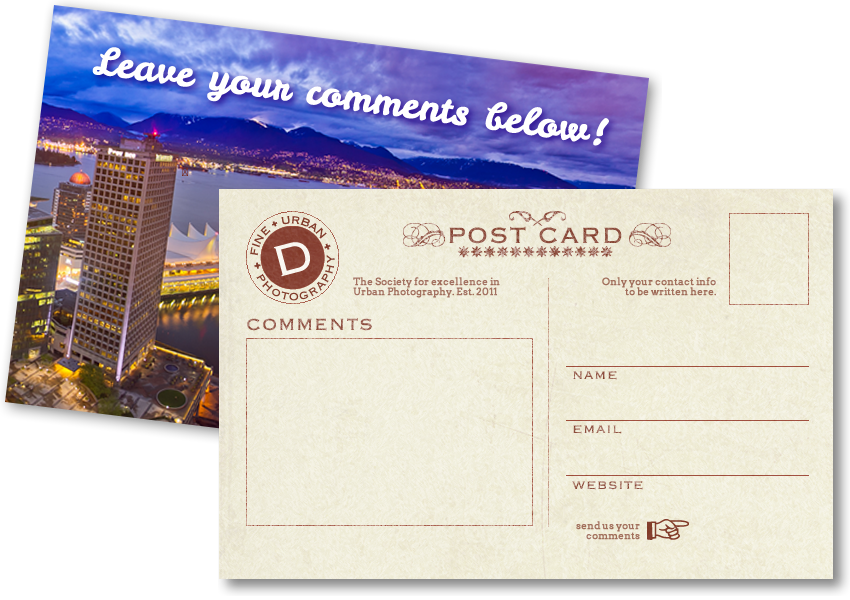 Leave your comments below!
FINE + URBAN + PHOTOGRAPHY +
D
POST CARD
The Society for excellence in
Urban Photography. Est. 2011
Only your contact info
to be written here.
COMMENTS
NAME
EMAIL
WEBSITE
send us your
comments